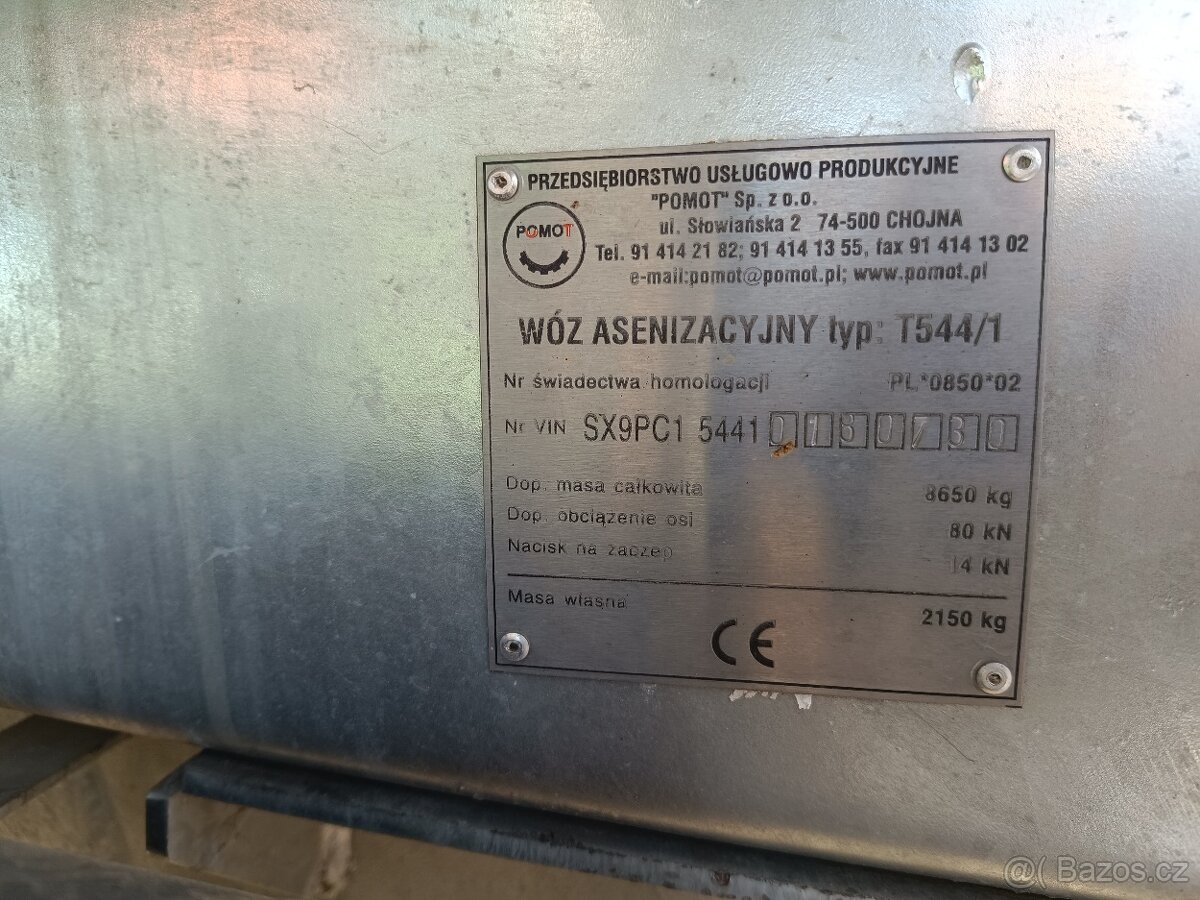 PRZEDSIĘBIORSTWO USŁUGOWO PRODUKCYJNE
"POMOT" Sp. z o.o.
POMOT
ul. Słowiańska 2 74-500 CHOJNA
Tel. 91 414 21 82; 91 414 13 55, fax 91 414 13 02
e-mail:pomot@pomot.pl; www.pomot.pl
WÓZ ASENIZACYJNY typ: T544/1
Nr świadectwa homologacji PL*0850*02
Nr VIN SX9PC1 5441
Dop. masa całkowita 8650 kg
Dop. obciążenie osi 80 kN
Nacisk na zaczep 14 kN
Masa własna 2150 kg
CE
@( Bazos.cz